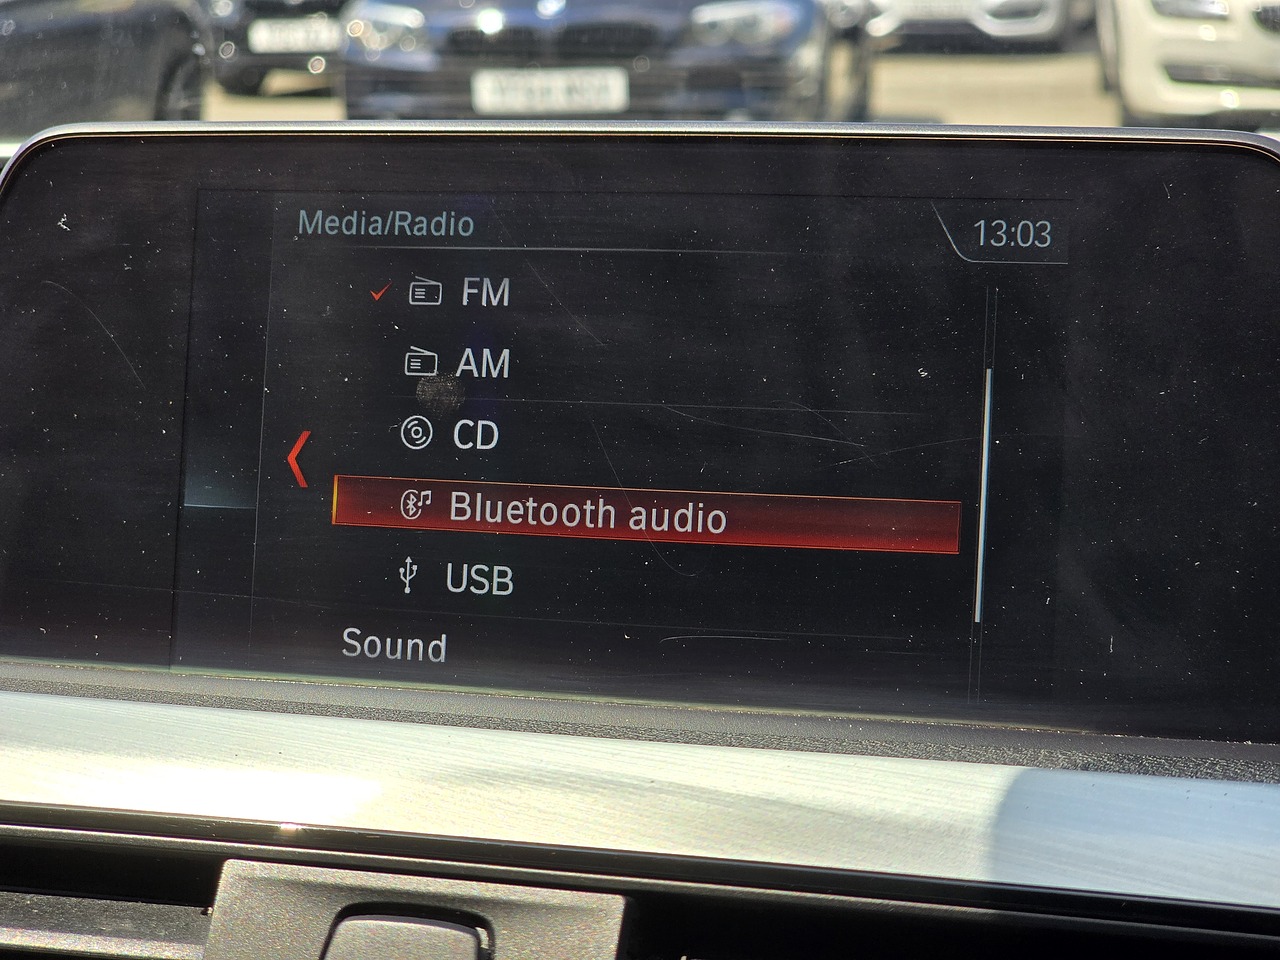 Media/Radio
13:03
FM
AM
CD
Bluetooth audio
USB
Sound